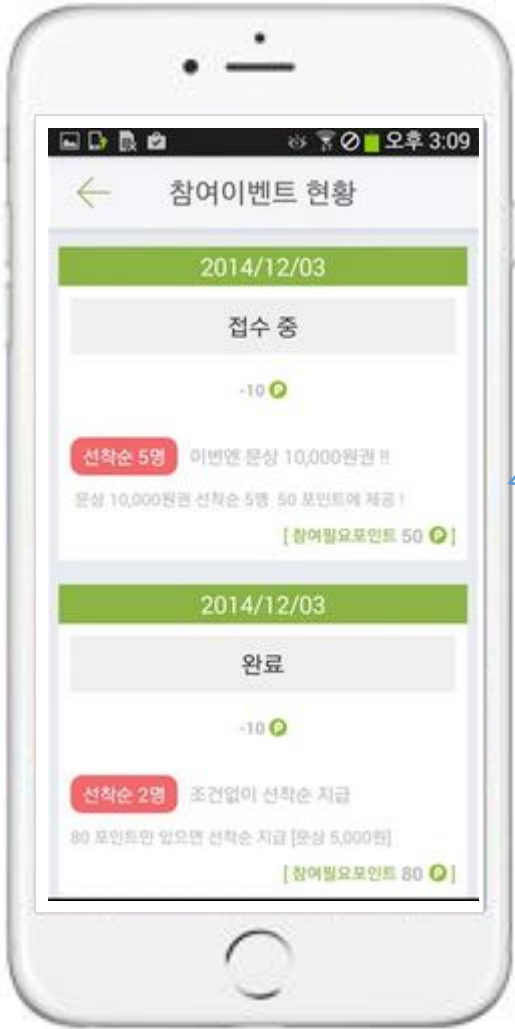 오후 3:09
참여이벤트 현황
2014/12/03
접수 중
-10 P
선착순 5명 이번엔 문상 10,000원권 !!
문상 10,000원권 선착순 5명 50 포인트에 제공 !
[ 참여필요포인트 50 P ]
2014/12/03
완료
-10 P
선착순 2명 조건없이 선착순 지급
80 포인트만 있으면 선착순 지급 [문상 5,000원]
[ 참여필요포인트 80 P ]